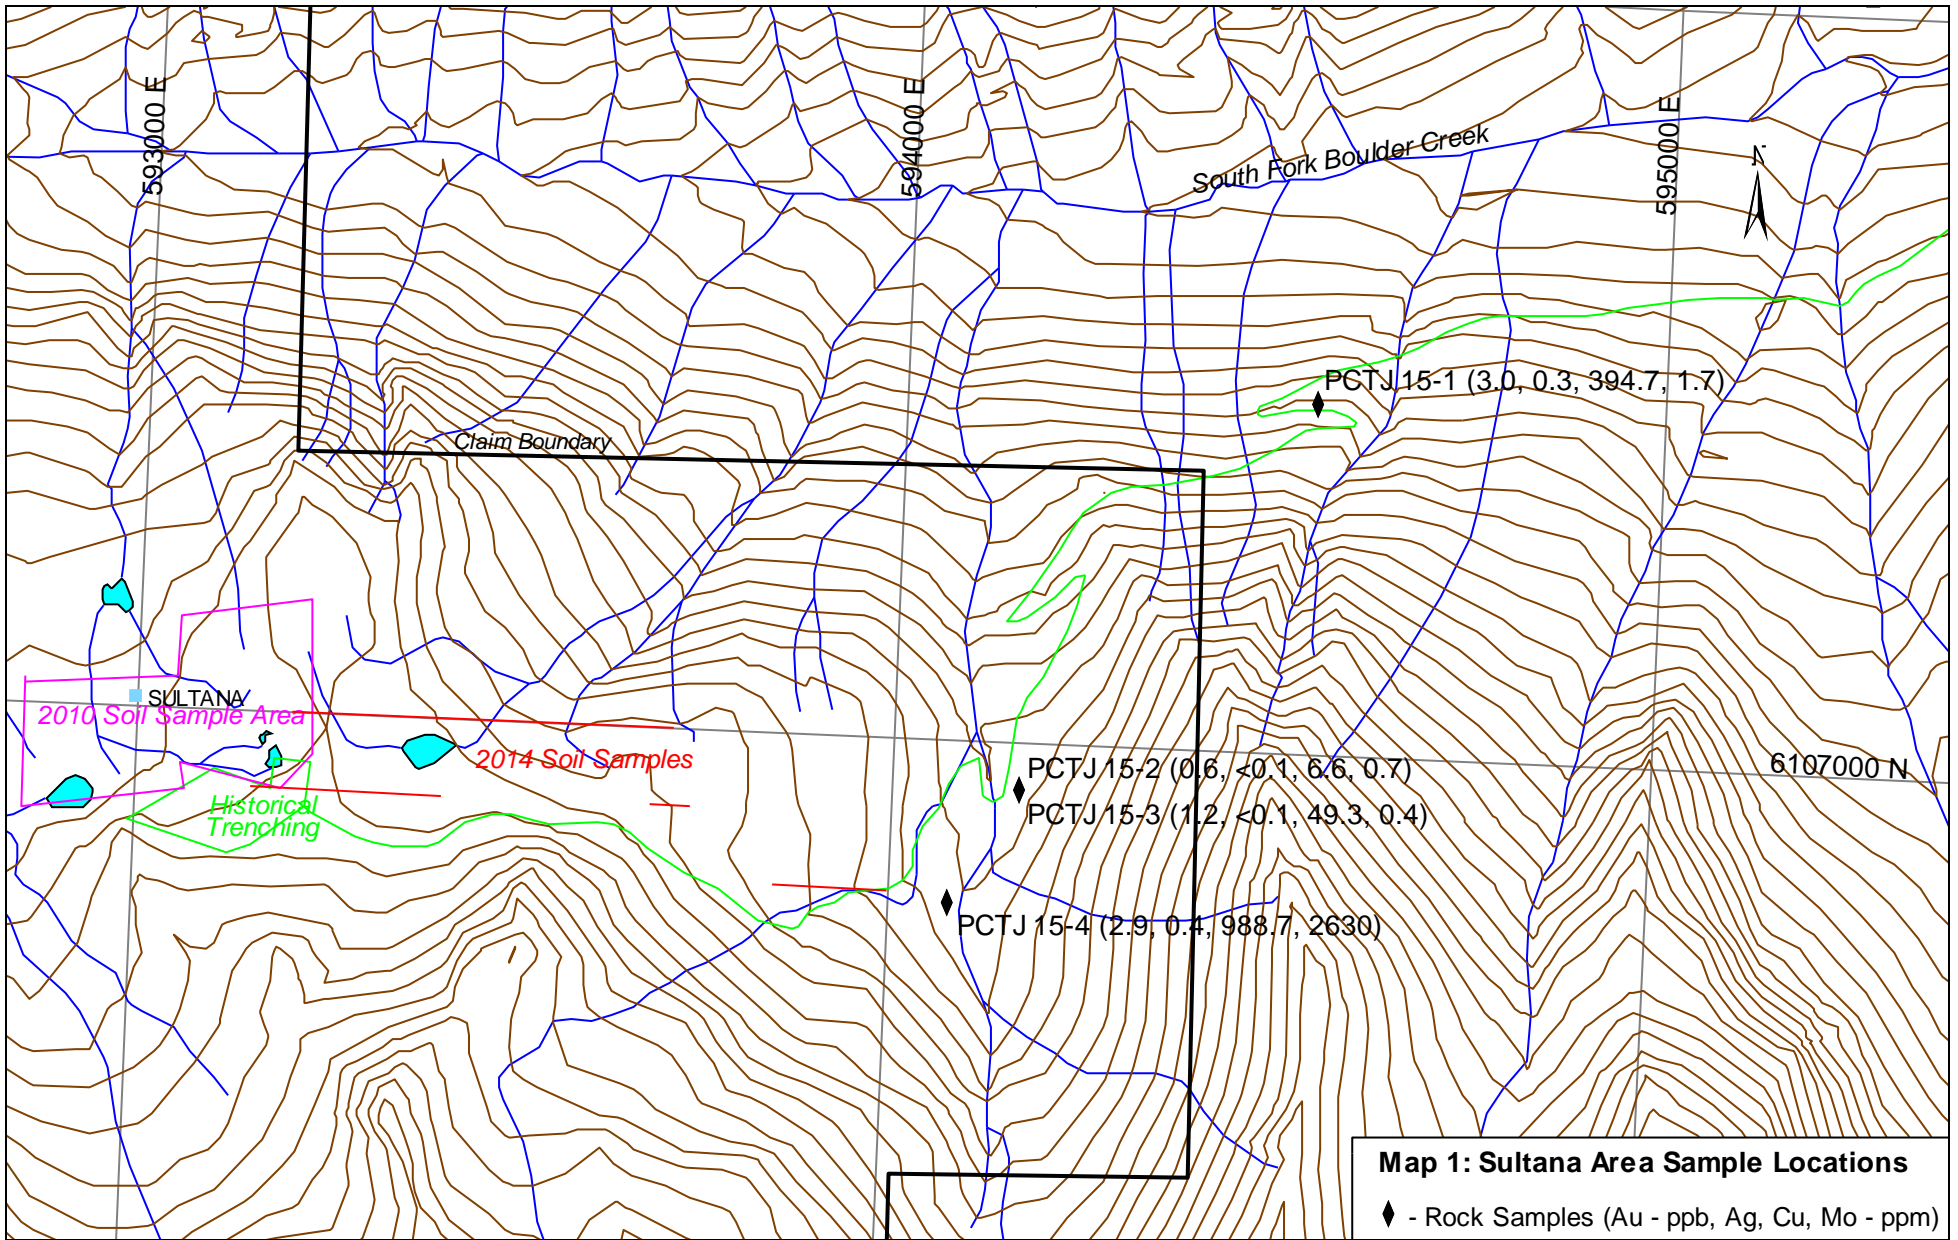 593000 E
594000 E
595000 E
South Fork Boulder Creek
N
PCTJ 15-1 (3.0, 0.3, 394.7, 1.7)
Claim Boundary
SULTANA
2010 Soil Sample Area
2014 Soil Samples
6107000 N
PCTJ 15-2 (0.6, <0.1, 6.6, 0.7)
PCTJ 15-3 (1.2, <0.1, 49.3, 0.4)
Historical
Trenching
PCTJ 15-4 (2.9, 0.4, 988.7, 2630)
Map 1: Sultana Area Sample Locations
- Rock Samples (Au - ppb, Ag, Cu, Mo - ppm)